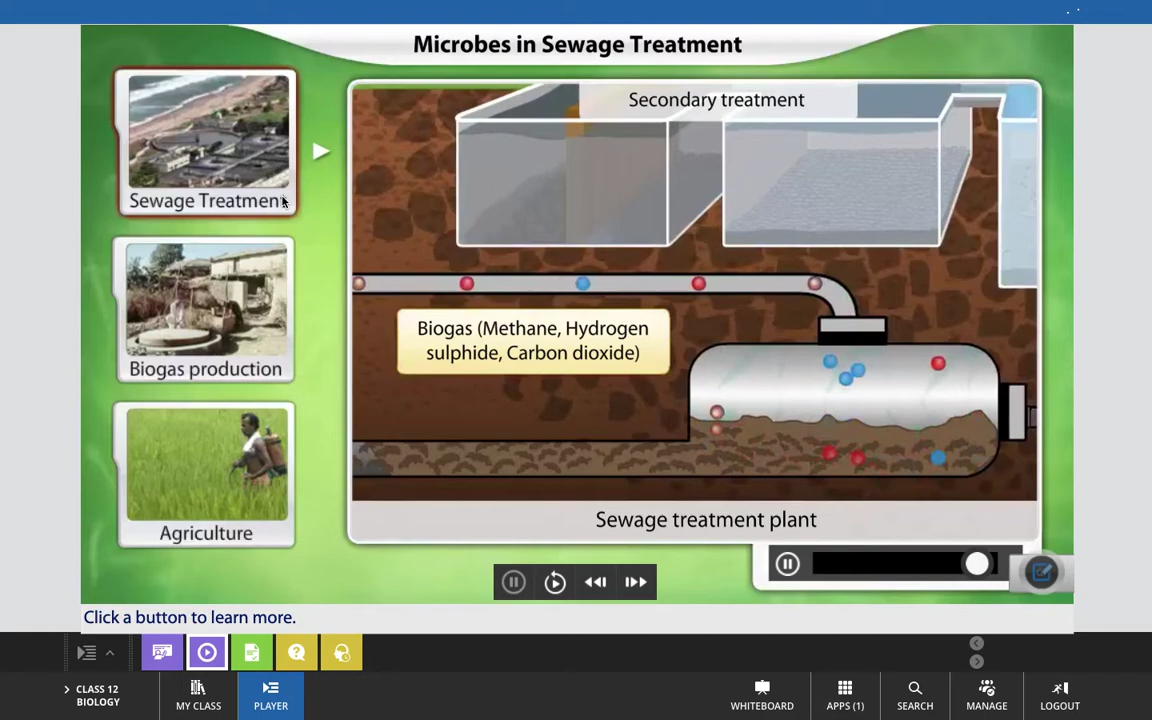 Microbes in Sewage Treatment
Secondary treatment
Sewage Treatment
Biogas (Methane, Hydrogen
sulphide, Carbon dioxide)
Biogas production
Agriculture
Sewage treatment plant
Click a button to learn more.
CLASS 12
BIOLOGY
MY CLASS
PLAYER
WHITEBOARD
APPS (1)
SEARCH
MANAGE
LOGOUT